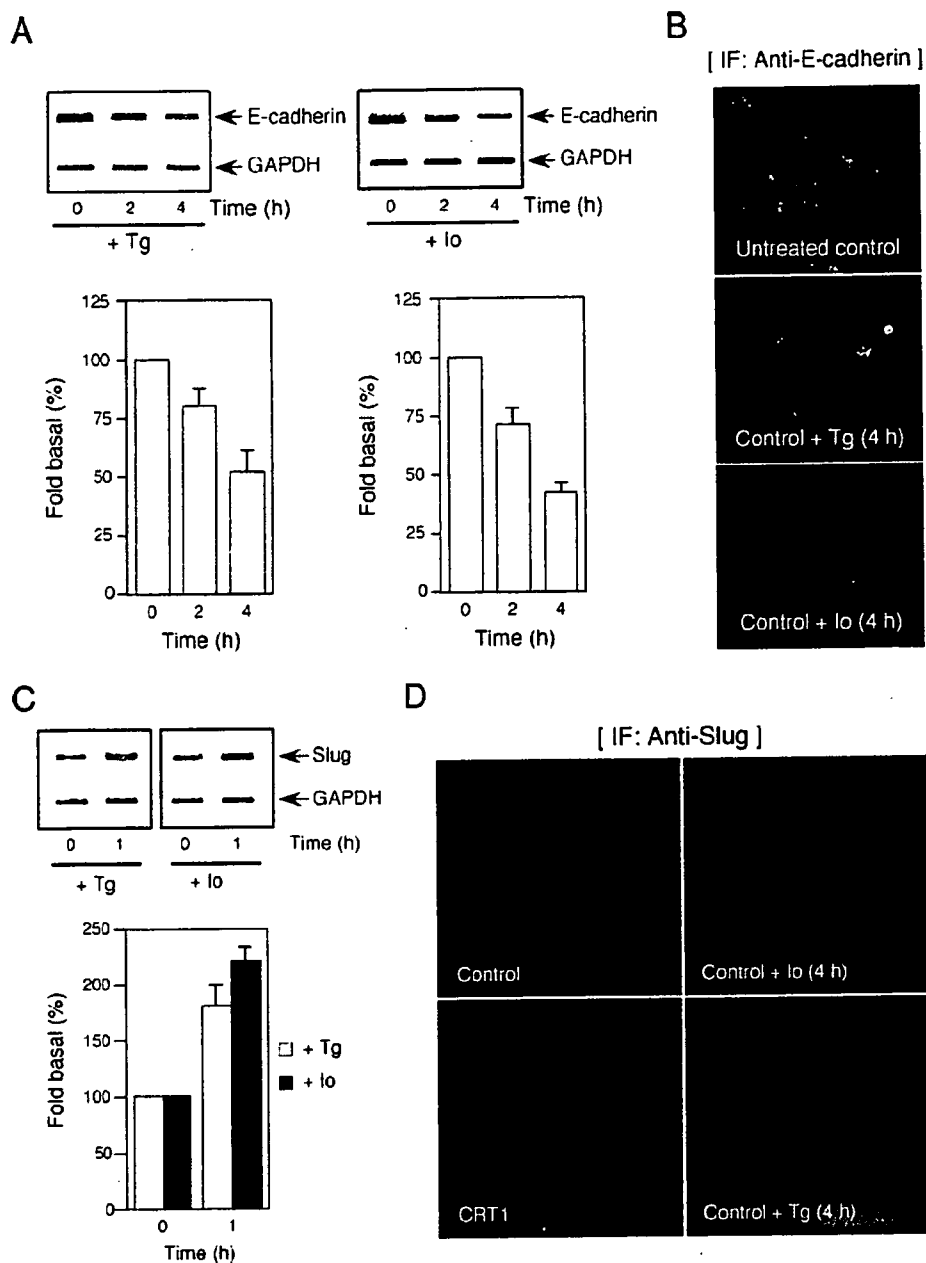 A
E-cadherin
GAPDH
0 2 4 Time (h)
+ Tg
E-cadherin
GAPDH
0 2 4 Time (h)
+ Io
125
100
75
50
25
0
Fold basal (%)
0 2 4
Time (h)
125
100
75
50
25
0
Fold basal (%)
0 2 4
Time (h)
B
[ IF: Anti-E-cadherin ]
Untreated control
Control + Tg (4 h)
Control + Io (4 h)
C
Slug
GAPDH
0 1 0 1 Time (h)
+ Tg + Io
250
200
150
100
50
0
Fold basal (%)
+ Tg
+ Io
0 1
Time (h)
D
[ IF: Anti-Slug ]
Control
Control + Io (4 h)
CRT1
Control + Tg (4 h)